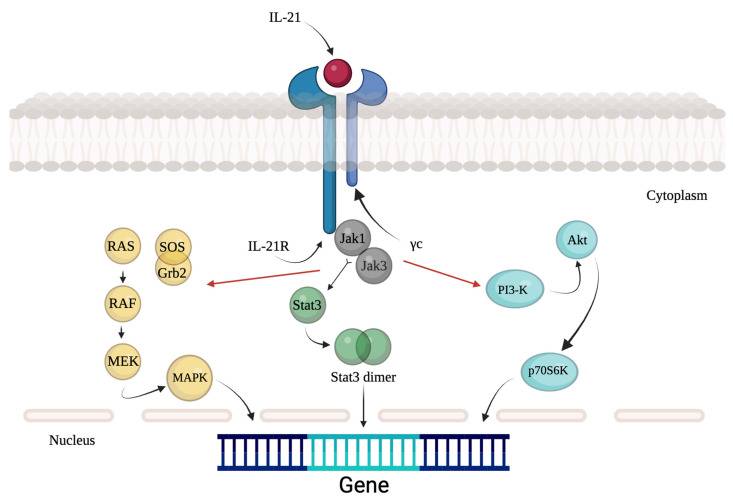 IL-21
Cytoplasm
RAS
SOS
Grb2
IL-21R
Jak1
Jak3
γc
Akt
PI3-K
RAF
Stat3
MEK
MAPK
Stat3 dimer
p70S6K
Nucleus
Gene